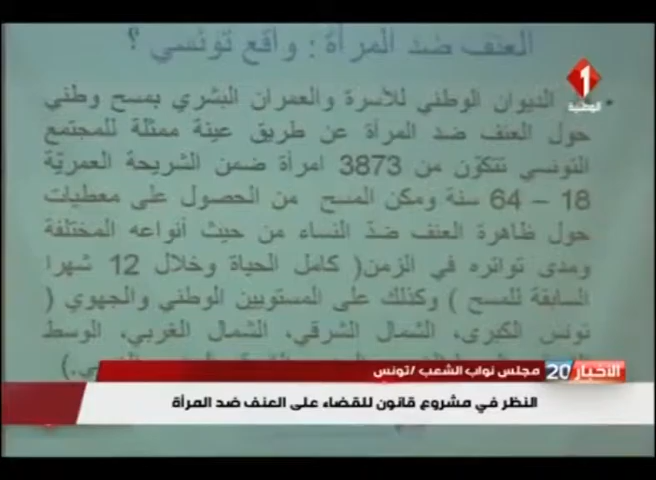 العنف ضد المرأة : واقع تونسي ؟
1
الوطنية
• الديوان الوطني للأسرة والعمران البشري بمسح وطني
حول العنف ضد المرأة عن طريق عينة ممثلة للمجتمع
التونسي تتكوّن من 3873 امرأة ضمن الشريحة العمريّة
18 – 64 سنة ومكن المسح من الحصول على معطيات
حول ظاهرة العنف ضدّ النساء من حيث أنواعه المختلفة
ومدى تواتره في الزمن( كامل الحياة وخلال 12 شهرا
السابقة للمسح ) وكذلك على المستويين الوطني والجهوي (
تونس الكبرى، الشمال الشرقي، الشمال الغربي، الوسط
الأخبار 20 مجلس نواب الشعب /تونس
النظر في مشروع قانون للقضاء على العنف ضد المرأة